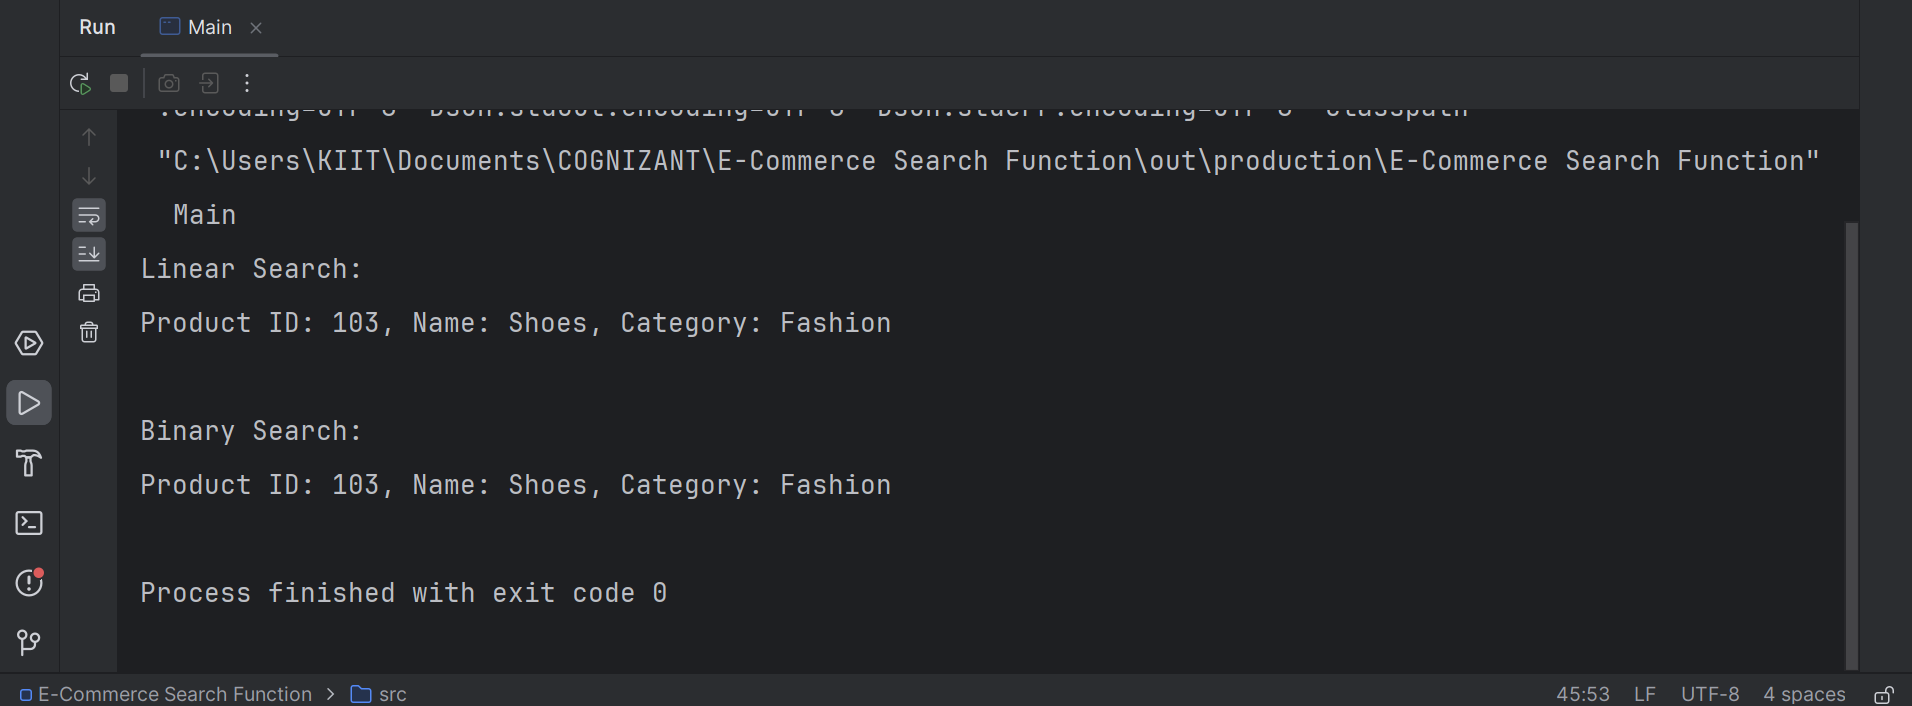 Run Main
"C:\Users\KIIT\Documents\COGNIZANT\E-Commerce Search Function\out\production\E-Commerce Search Function"
Main
Linear Search:
Product ID: 103, Name: Shoes, Category: Fashion
Binary Search:
Product ID: 103, Name: Shoes, Category: Fashion
Process finished with exit code 0
E-Commerce Search Function > src 45:53 LF UTF-8 4 spaces